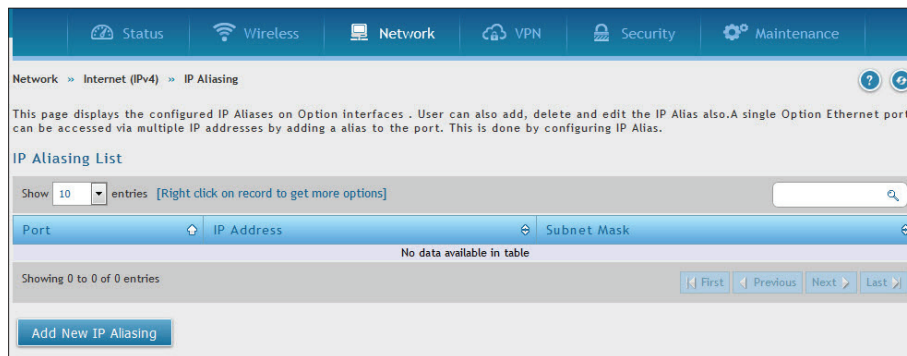 Status Wireless Network VPN Security Maintenance
Network » Internet (IPv4) » IP Aliasing
This page displays the configured IP Aliases on Option interfaces . User can also add, delete and edit the IP Alias also.A single Option Ethernet port
can be accessed via multiple IP addresses by adding a alias to the port. This is done by configuring IP Alias.
IP Aliasing List
Show 10 entries [Right click on record to get more options]
Port IP Address Subnet Mask
No data available in table
Showing 0 to 0 of 0 entries First Previous Next Last
Add New IP Aliasing